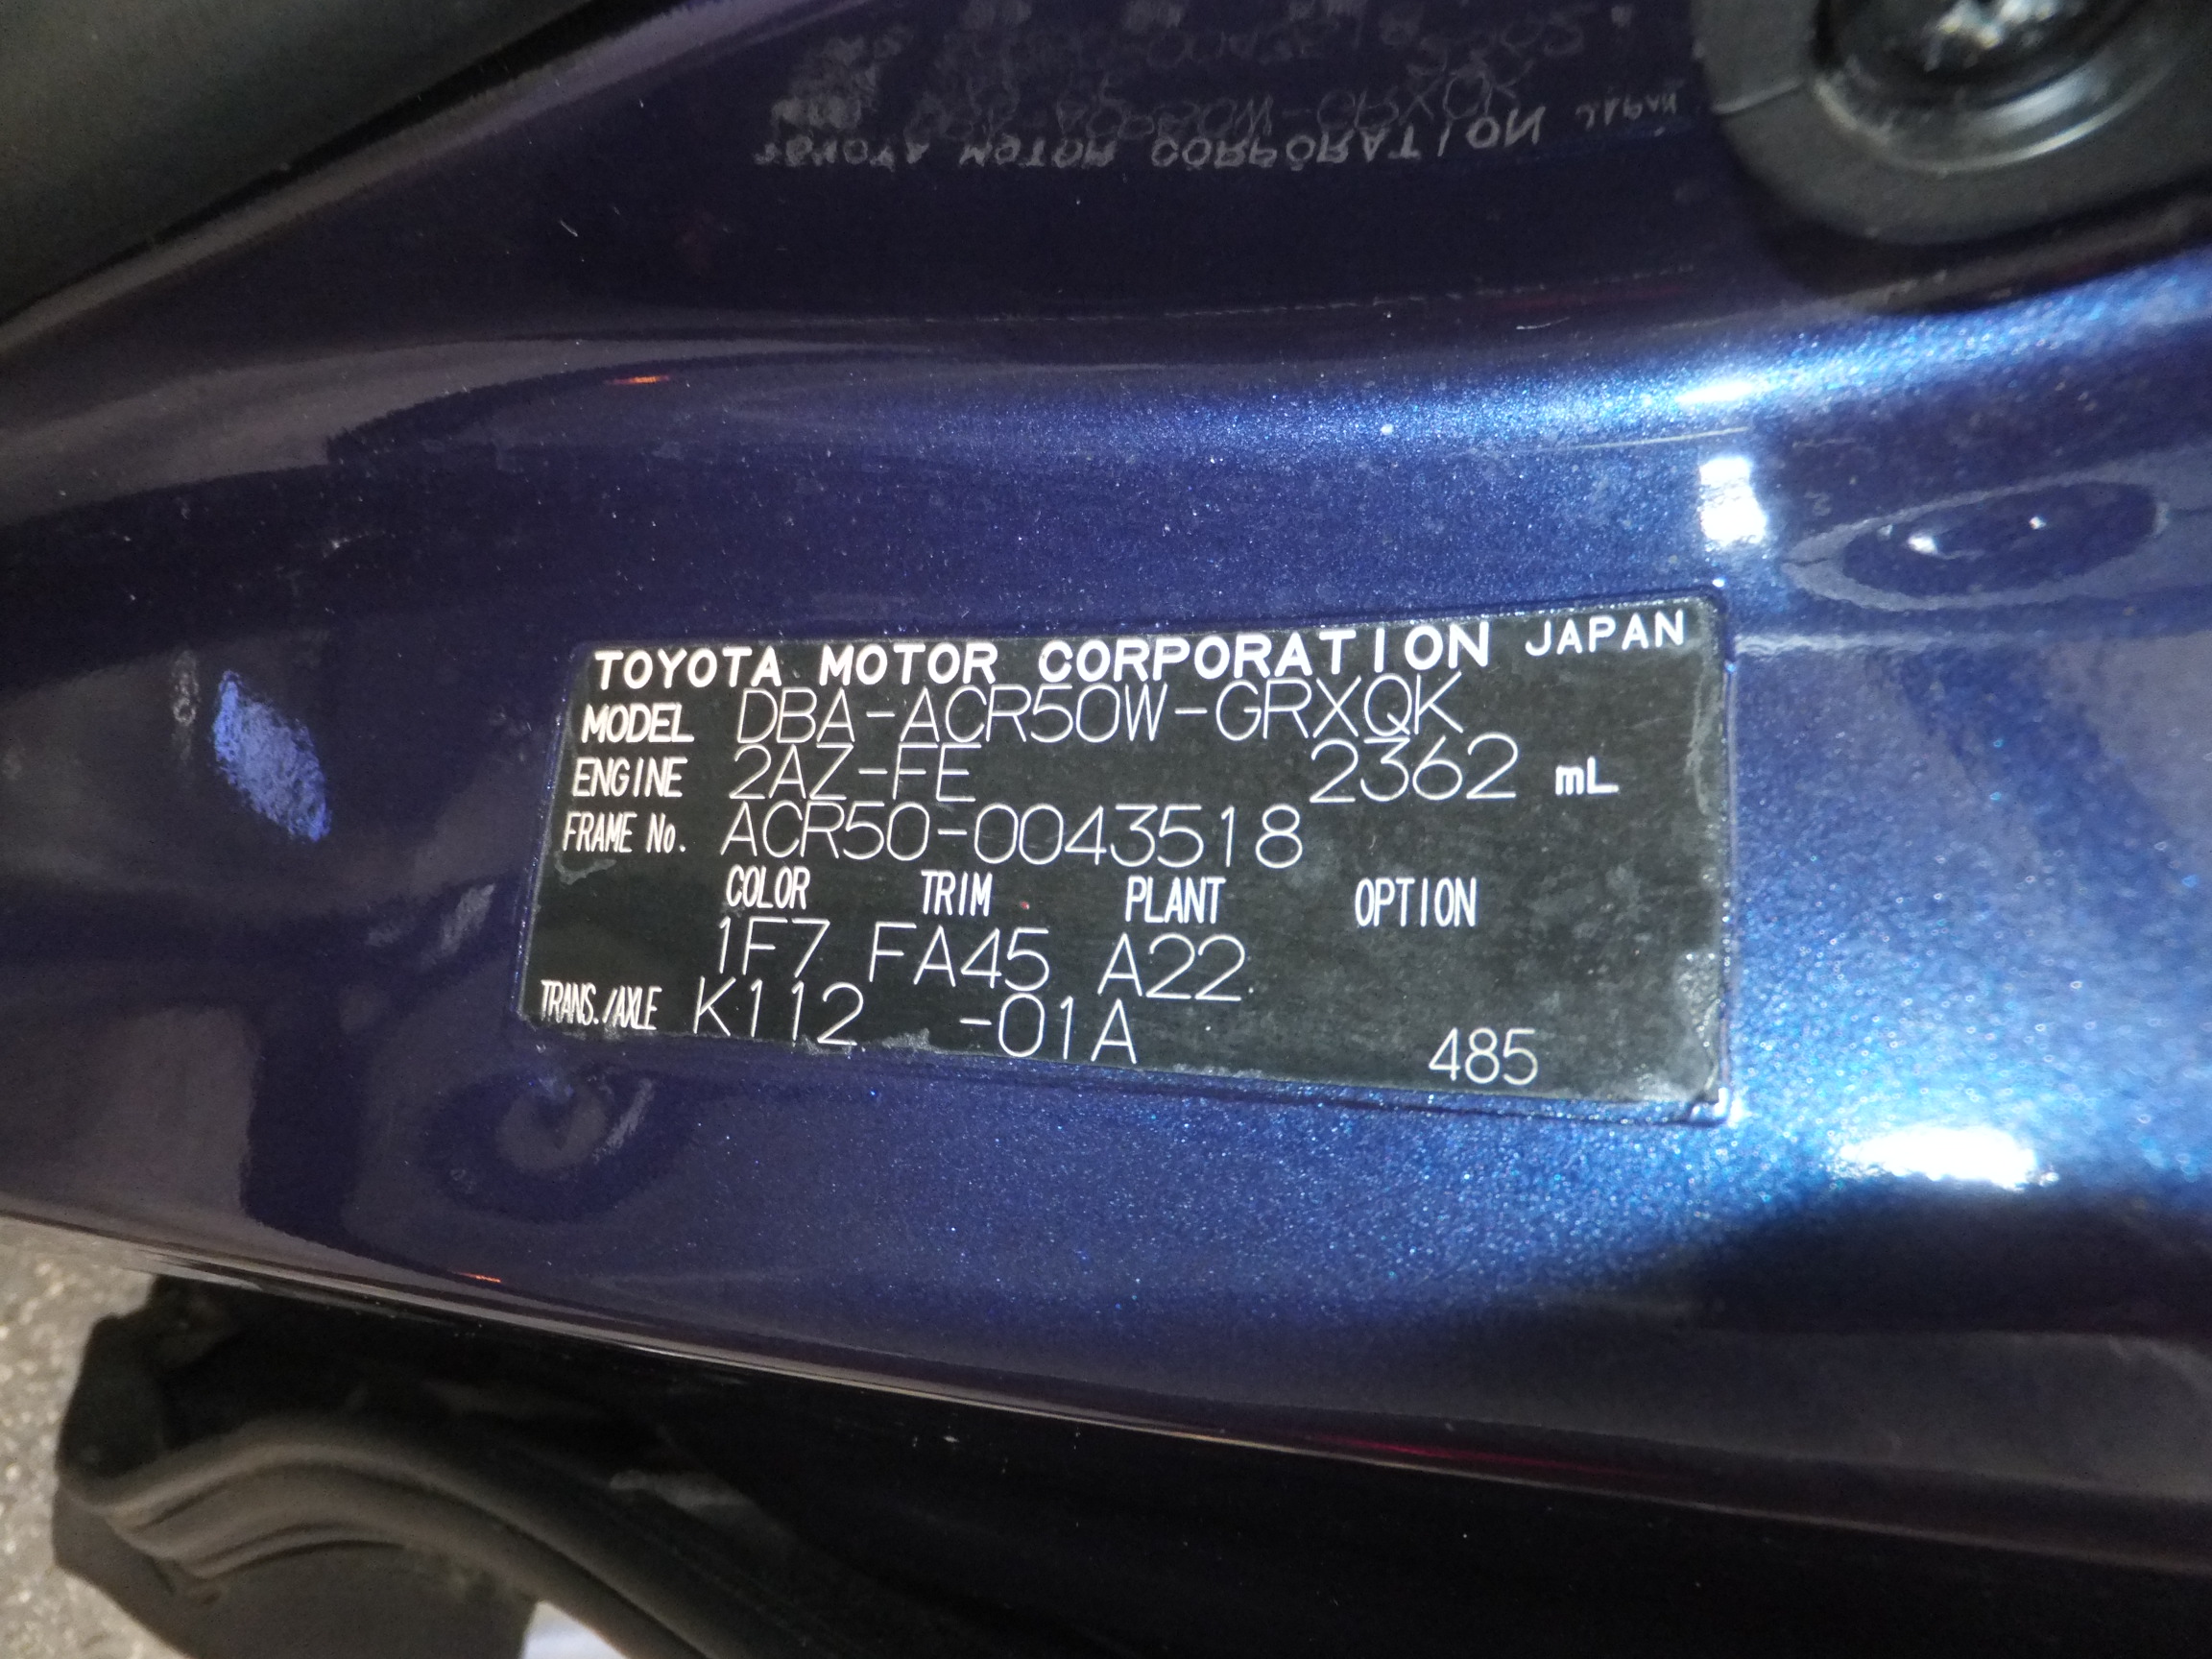 TOYOTA MOTOR CORPORATION JAPAN
MODEL DBA-ACR50W-GRXQK
ENGINE 2AZ-FE 2362 mL
FRAME No. ACR50-0043518
COLOR TRIM PLANT OPTION
1F7 FA45 A22
TRANS./AXLE K112 -01A 485